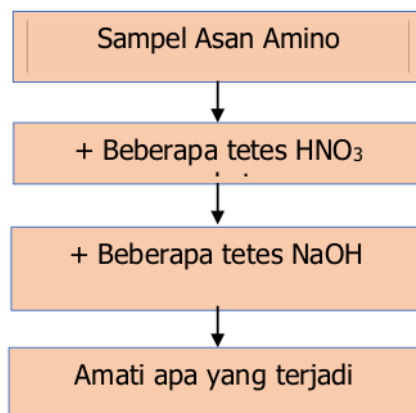 Sampel Asan Amino
+ Beberapa tetes HNO₃
+ Beberapa tetes NaOH
Amati apa yang terjadi